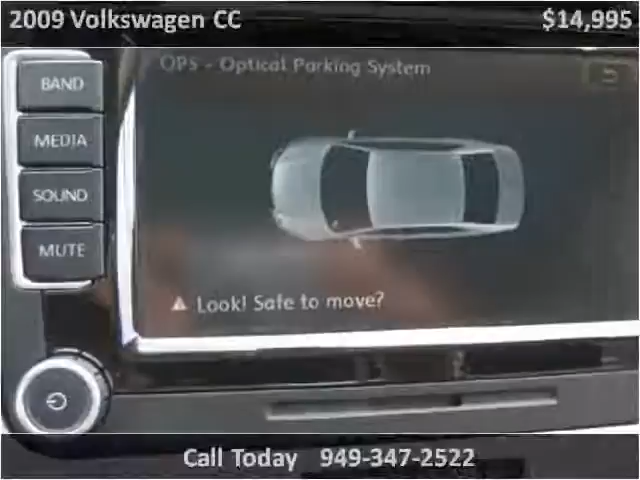 2009 Volkswagen CC $14,995
OPS - Optical Parking System
BAND
MEDIA
SOUND
MUTE
Look! Safe to move?
Call Today 949-347-2522